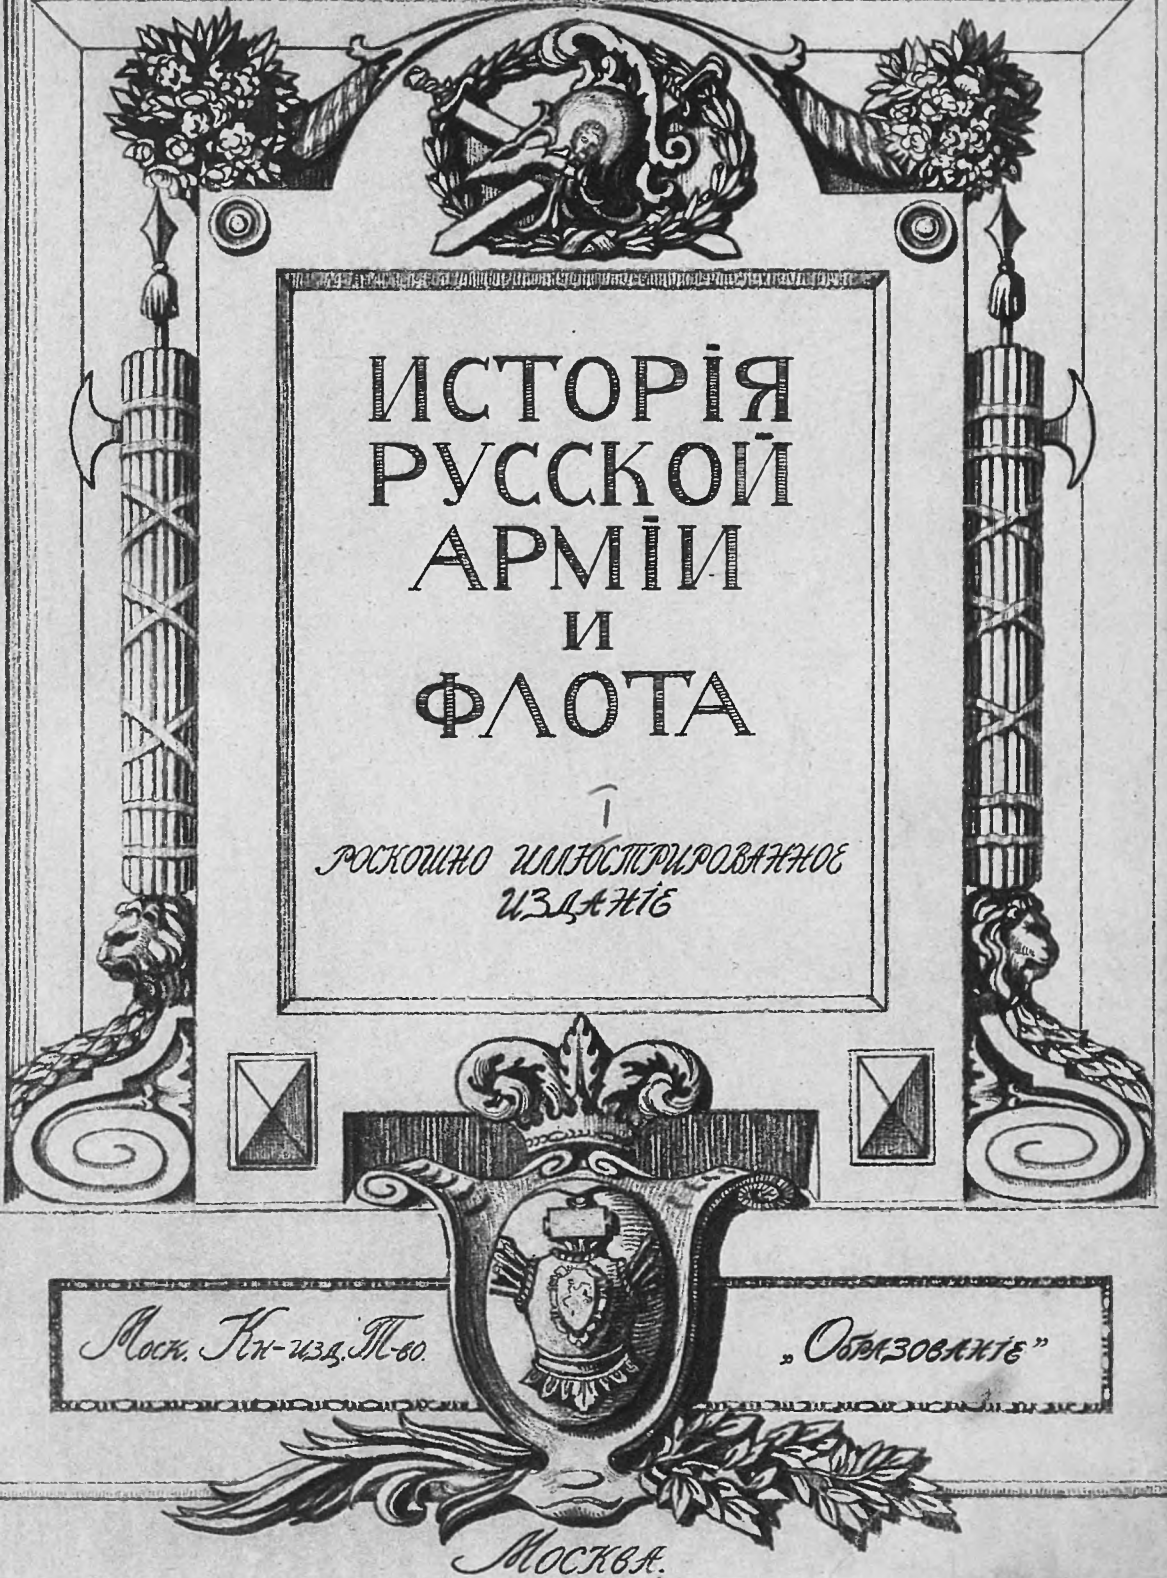 ИСТОРІЯ
РУССКОЙ
АРМІИ
И
ФЛОТА
I
РОСКОШНО ИЛЛЮСТРИРОВАННОЕ
ИЗДАНІЕ
Моск. Кн-изд. Т-во. „Образованіе”
Москва.